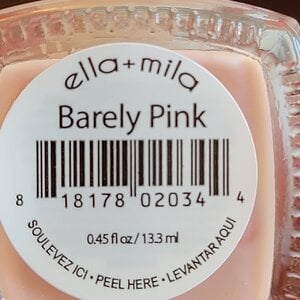 ella+mila
Barely Pink
8 18178 02034 4
0.45 fl oz / 13.3 ml
SOULEVEZ ICI • PEEL HERE • LEVANTAR AQUI